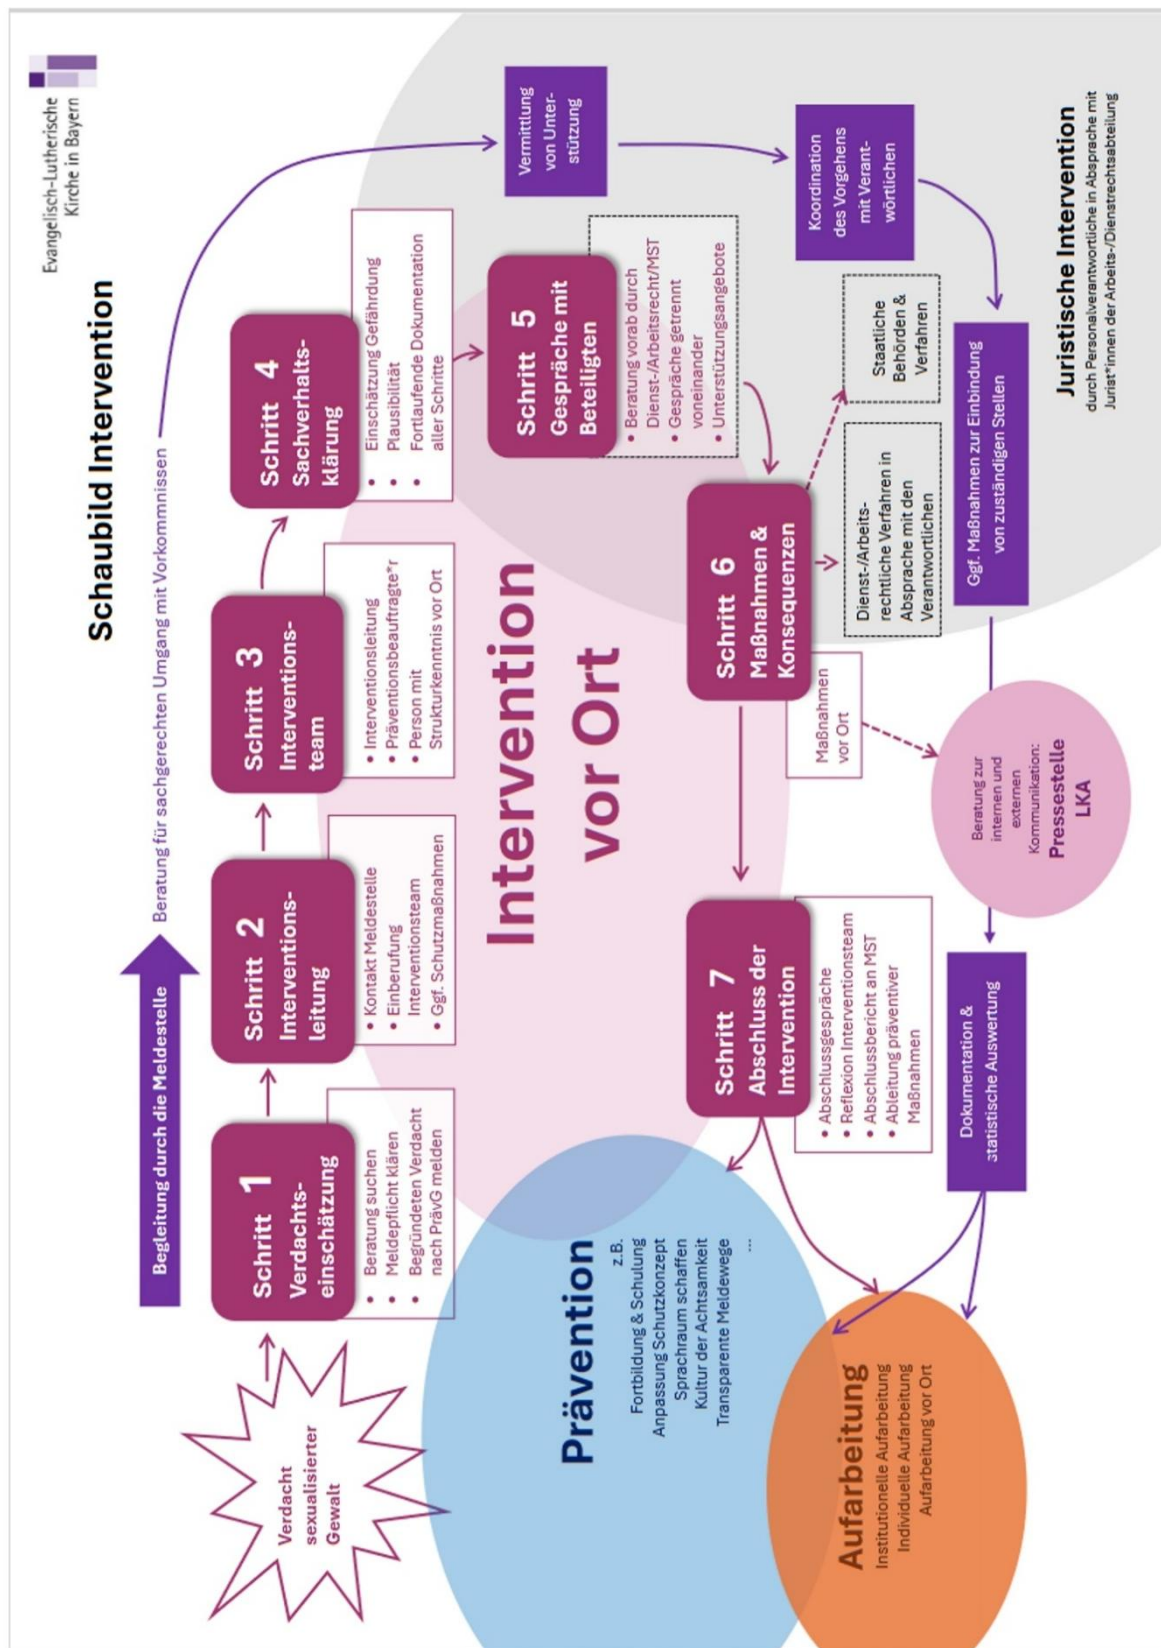 Evangelisch-Lutherische
Kirche in Bayern
Schaubild Intervention
Begleitung durch die Meldestelle
Beratung für sachgerechten Umgang mit Vorkommnissen
Verdacht
sexualisierter
Gewalt
Schritt 1
Verdachts-
einschätzung
• Beratung suchen
• Meldepflicht klären
• Begründeten Verdacht
nach PrävG melden
Schritt 2
Interventions-
leitung
• Kontakt Meldestelle
• Einberufung
Interventionsteam
• Ggf. Schutzmaßnahmen
Schritt 3
Interventions-
team
• Interventionsleitung
• Präventionsbeauftragte*r
• Person mit
Strukturkenntnis vor Ort
Schritt 4
Sachverhalts-
klärung
• Einschätzung Gefährdung
• Plausibilität
• Fortlaufende Dokumentation
aller Schritte
Vermittlung
von Unter-
stützung
Schritt 5
Gespräche mit
Beteiligten
• Beratung vorab durch
Dienst-/Arbeitsrecht/MST
• Gespräche getrennt
voneinander
• Unterstützungsangebote
Intervention
vor Ort
Koordination
des Vorgehens
mit Verant-
wörtlichen
Schritt 6
Maßnahmen &
Konsequenzen
Maßnahmen
vor Ort
Dienst-/Arbeits-
rechtliche Verfahren in
Absprache mit den
Verantwortlichen
Staatliche
Behörden &
Verfahren
Ggf. Maßnahmen zur Einbindung
von zuständigen Stellen
Juristische Intervention
durch Personalverantwortliche in Absprache mit
Jurist*innen der Arbeits-/Dienstrechtsabteilung
Beratung zur
internen und
externen
Kommunikation:
Pressestelle
LKA
Schritt 7
Abschluss der
Intervention
• Abschlussgespräche
• Reflexion Interventionsteam
• Abschlussbericht an MST
• Ableitung präventiver
Maßnahmen
Dokumentation &
statistische Auswertung
Prävention
z.B.
Fortbildung & Schulung
Anpassung Schutzkonzept
Sprachraum schaffen
Kultur der Achtsamkeit
Transparente Meldewege
...
Aufarbeitung
Institutionelle Aufarbeitung
Individuelle Aufarbeitung
Aufarbeitung vor Ort